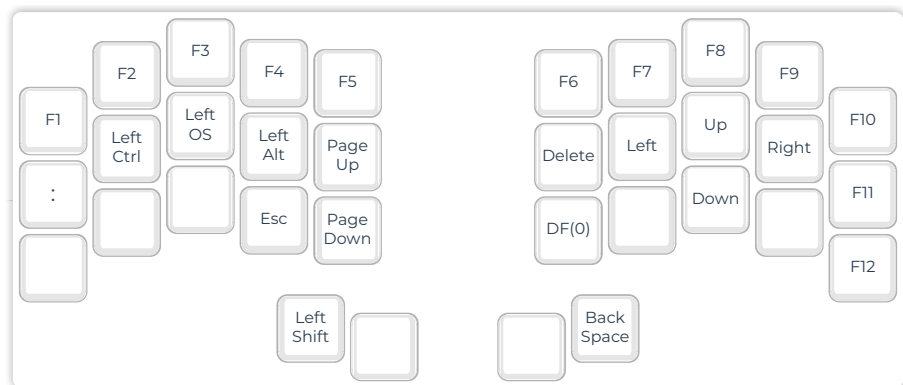 F1
F2
F3
F4
F5
F6
F7
F8
F9
F10
:
Left
Ctrl
Left
OS
Left
Alt
Page
Up
Delete
Left
Up
Right
F11
Esc
Page
Down
DF(0)
Down
F12
Left
Shift
Back
Space